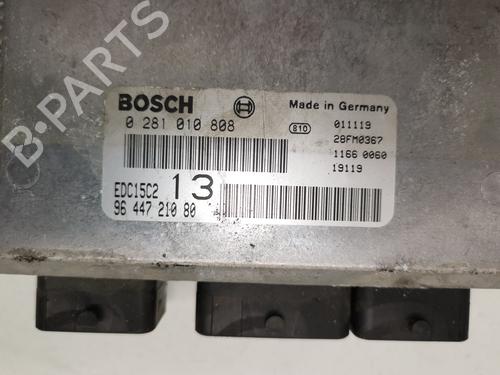 BOSCH
Made in Germany
0 281 010 808
810
011119
28FM0367
1166 0060
19119
EDC15C2 13
96 447 210 80
B-PARTS